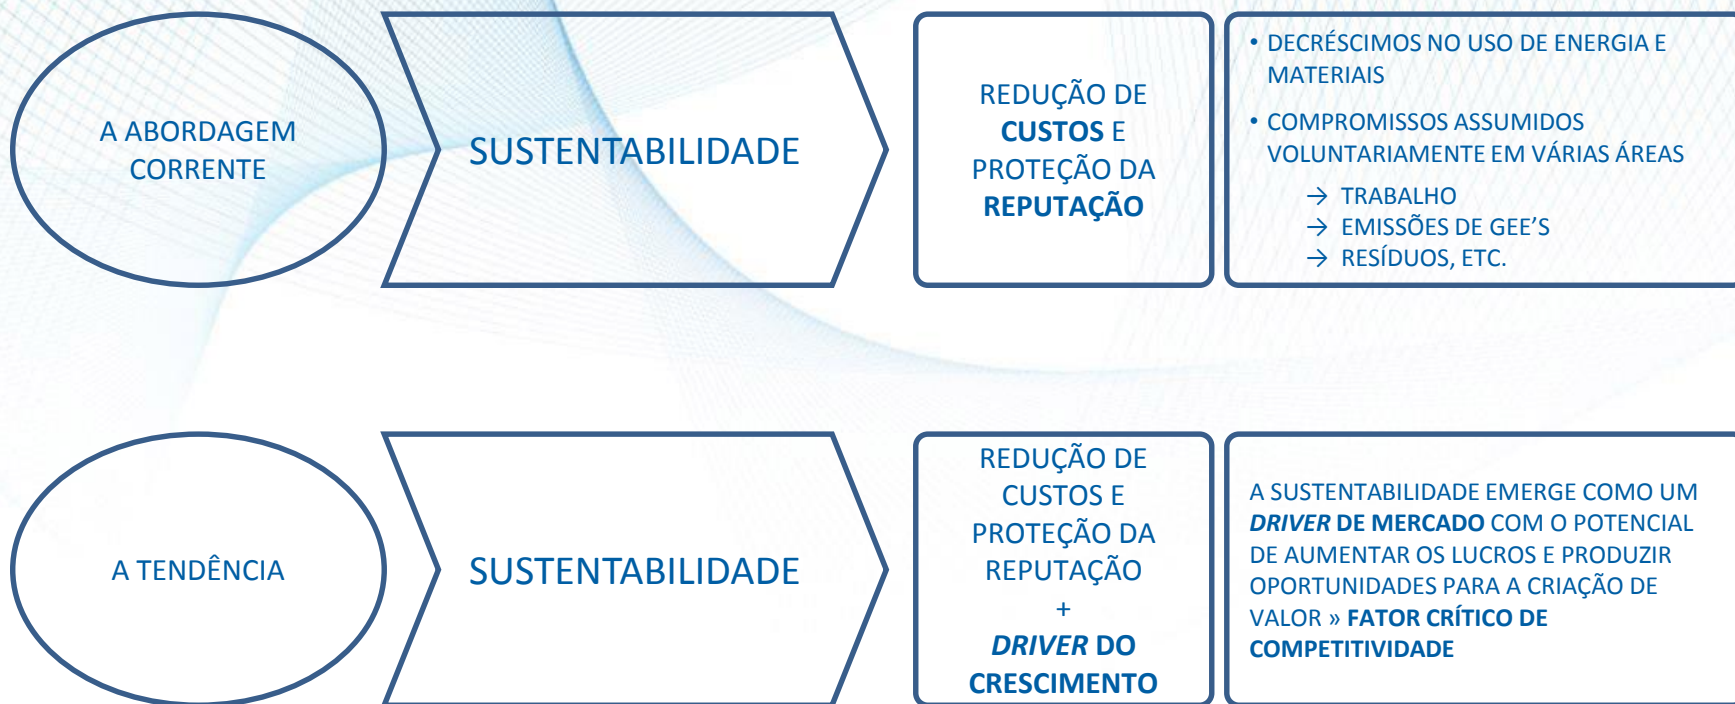 A ABORDAGEM
CORRENTE
SUSTENTABILIDADE
REDUÇÃO DE
CUSTOS E
PROTEÇÃO DA
REPUTAÇÃO
• DECRÉSCIMOS NO USO DE ENERGIA E
MATERIAIS
• COMPROMISSOS ASSUMIDOS
VOLUNTARIAMENTE EM VÁRIAS ÁREAS
→ TRABALHO
→ EMISSÕES DE GEE’S
→ RESÍDUOS, ETC.
A TENDÊNCIA
SUSTENTABILIDADE
REDUÇÃO DE
CUSTOS E
PROTEÇÃO DA
REPUTAÇÃO
+
DRIVER DO
CRESCIMENTO
A SUSTENTABILIDADE EMERGE COMO UM
DRIVER DE MERCADO COM O POTENCIAL
DE AUMENTAR OS LUCROS E PRODUZIR
OPORTUNIDADES PARA A CRIAÇÃO DE
VALOR » FATOR CRÍTICO DE
COMPETITIVIDADE